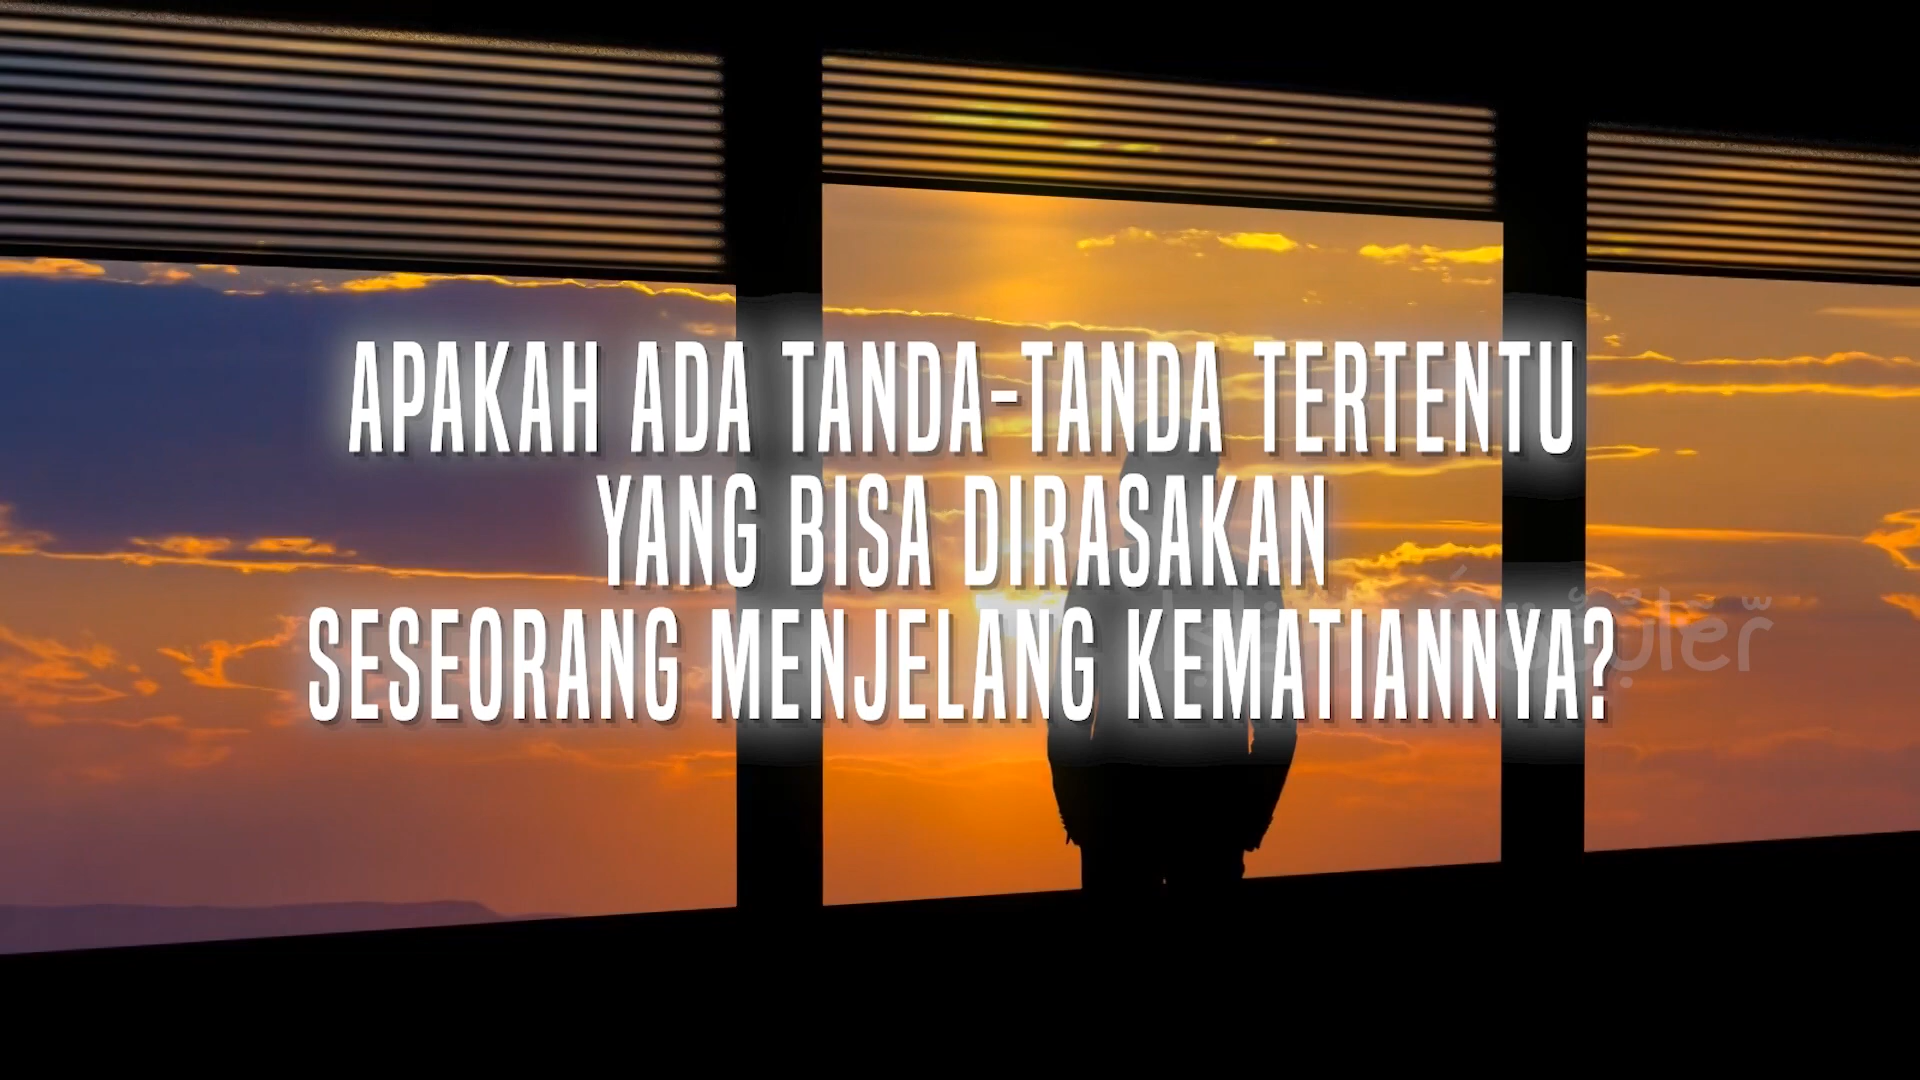 APAKAH ADA TANDA-TANDA TERTENTU
YANG BISA DIRASAKAN
SESEORANG MENJELANG KEMATIANNYA?